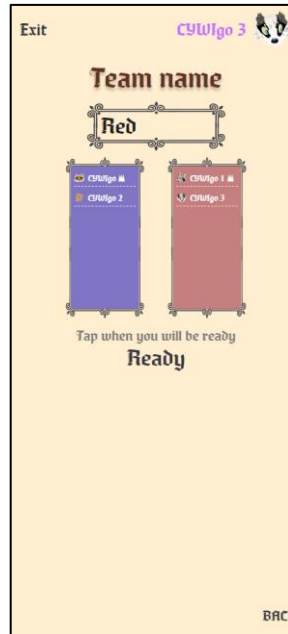 Exit
CYWIgo 3
Team name
Red
CYWIgo
CYWIgo 2
CYWIgo 1
CYWIgo 3
Tap when you will be ready
Ready
BAC